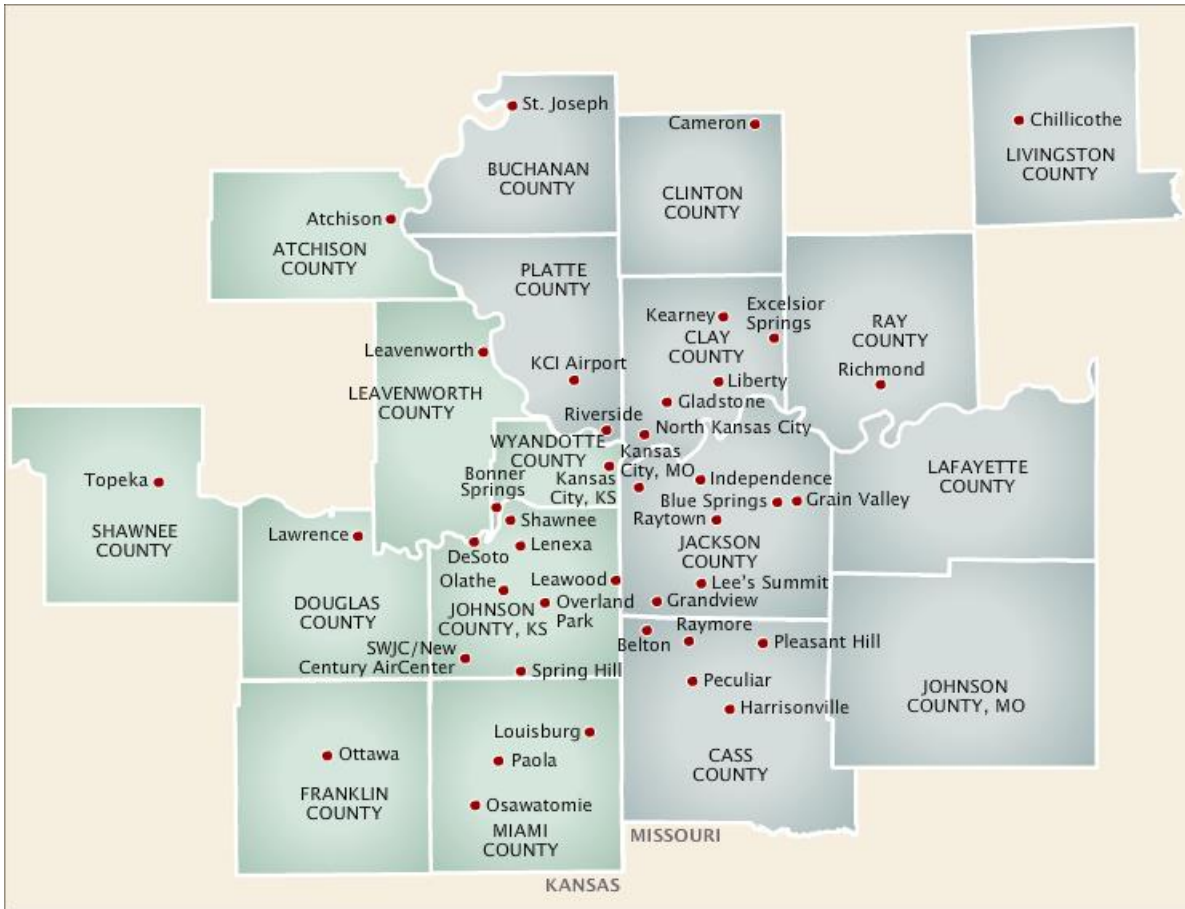 St. Joseph
Cameron
Chillicothe
LIVINGSTON
COUNTY
BUCHANAN
COUNTY
CLINTON
COUNTY
Atchison
ATCHISON
COUNTY
PLATTE
COUNTY
Kearney
Excelsior
Springs
CLAY
COUNTY
RAY
COUNTY
Richmond
Leavenworth
LEAVENWORTH
COUNTY
KCI Airport
Liberty
Gladstone
Riverside
North Kansas City
WYANDOTTE
COUNTY
Kansas
City, MO
Kansas
City, KS
Bonner
Springs
Independence
Blue Springs
Grain Valley
Raytown
LAFAYETTE
COUNTY
Topeka
SHAWNEE
COUNTY
Lawrence
Shawnee
Lenexa
DeSoto
JACKSON
COUNTY
Olathe
Leawood
Lee's Summit
Grandview
DOUGLAS
COUNTY
JOHNSON
COUNTY, KS
Overland
Park
SWJC/New
Century AirCenter
Spring Hill
Belton
Raymore
Pleasant Hill
Peculiar
Harrisonville
JOHNSON
COUNTY, MO
Louisburg
Ottawa
Paola
CASS
COUNTY
FRANKLIN
COUNTY
Osawatomie
MIAMI
COUNTY
MISSOURI
KANSAS